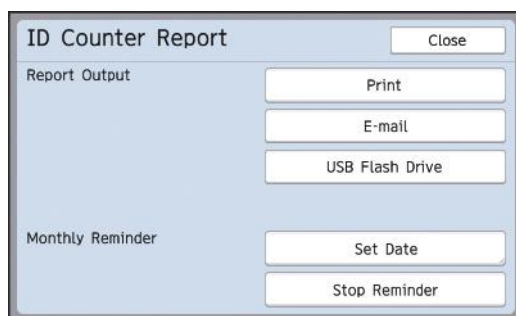 ID Counter Report
Close
Report Output
Print
E-mail
USB Flash Drive
Monthly Reminder
Set Date
Stop Reminder